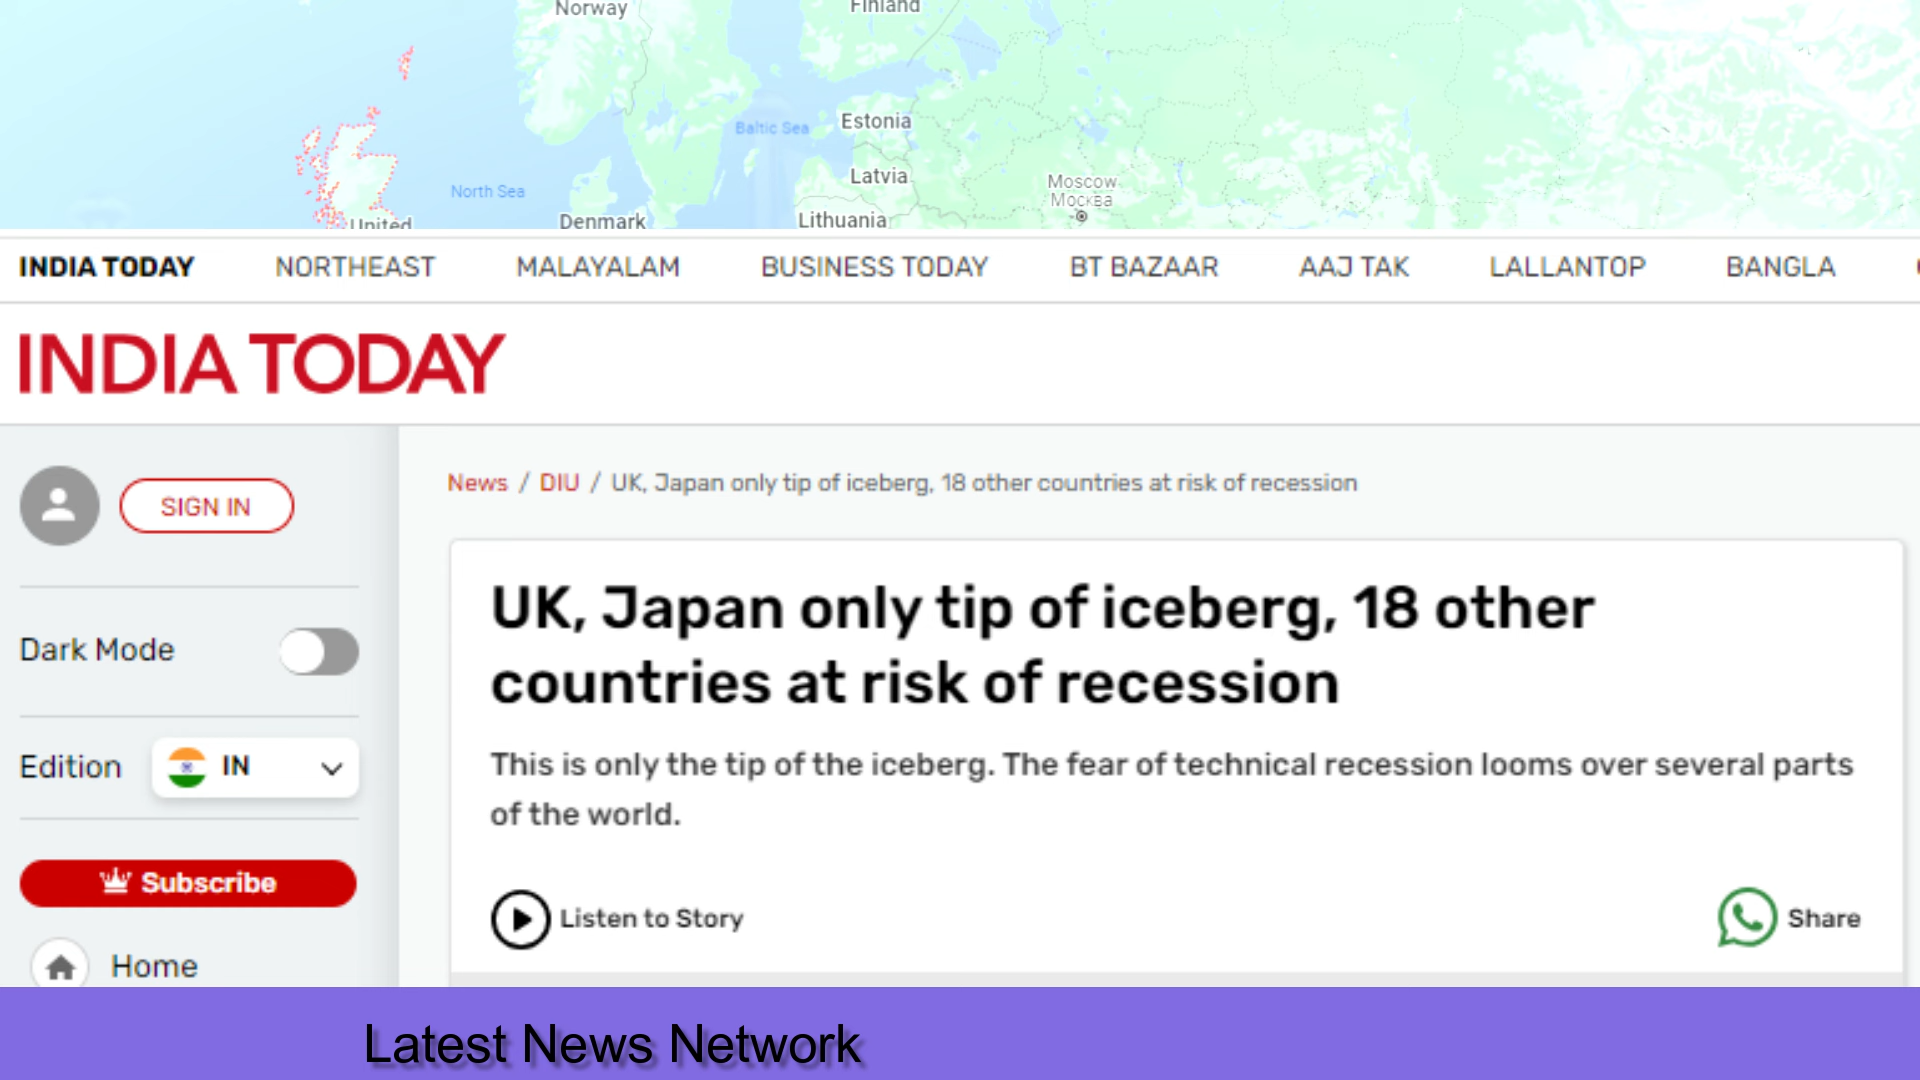 Norway
Finland
Baltic Sea
Estonia
Latvia
Moscow
Москва
North Sea
United
Denmark
Lithuania
INDIA TODAY NORTHEAST MALAYALAM BUSINESS TODAY BT BAZAAR AAJ TAK LALLANTOP BANGLA
INDIA TODAY
SIGN IN
News / DIU / UK, Japan only tip of iceberg, 18 other countries at risk of recession
UK, Japan only tip of iceberg, 18 other
countries at risk of recession
Dark Mode
This is only the tip of the iceberg. The fear of technical recession looms over several parts
of the world.
Edition IN
Subscribe
Listen to Story
Share
Home
Latest News Network